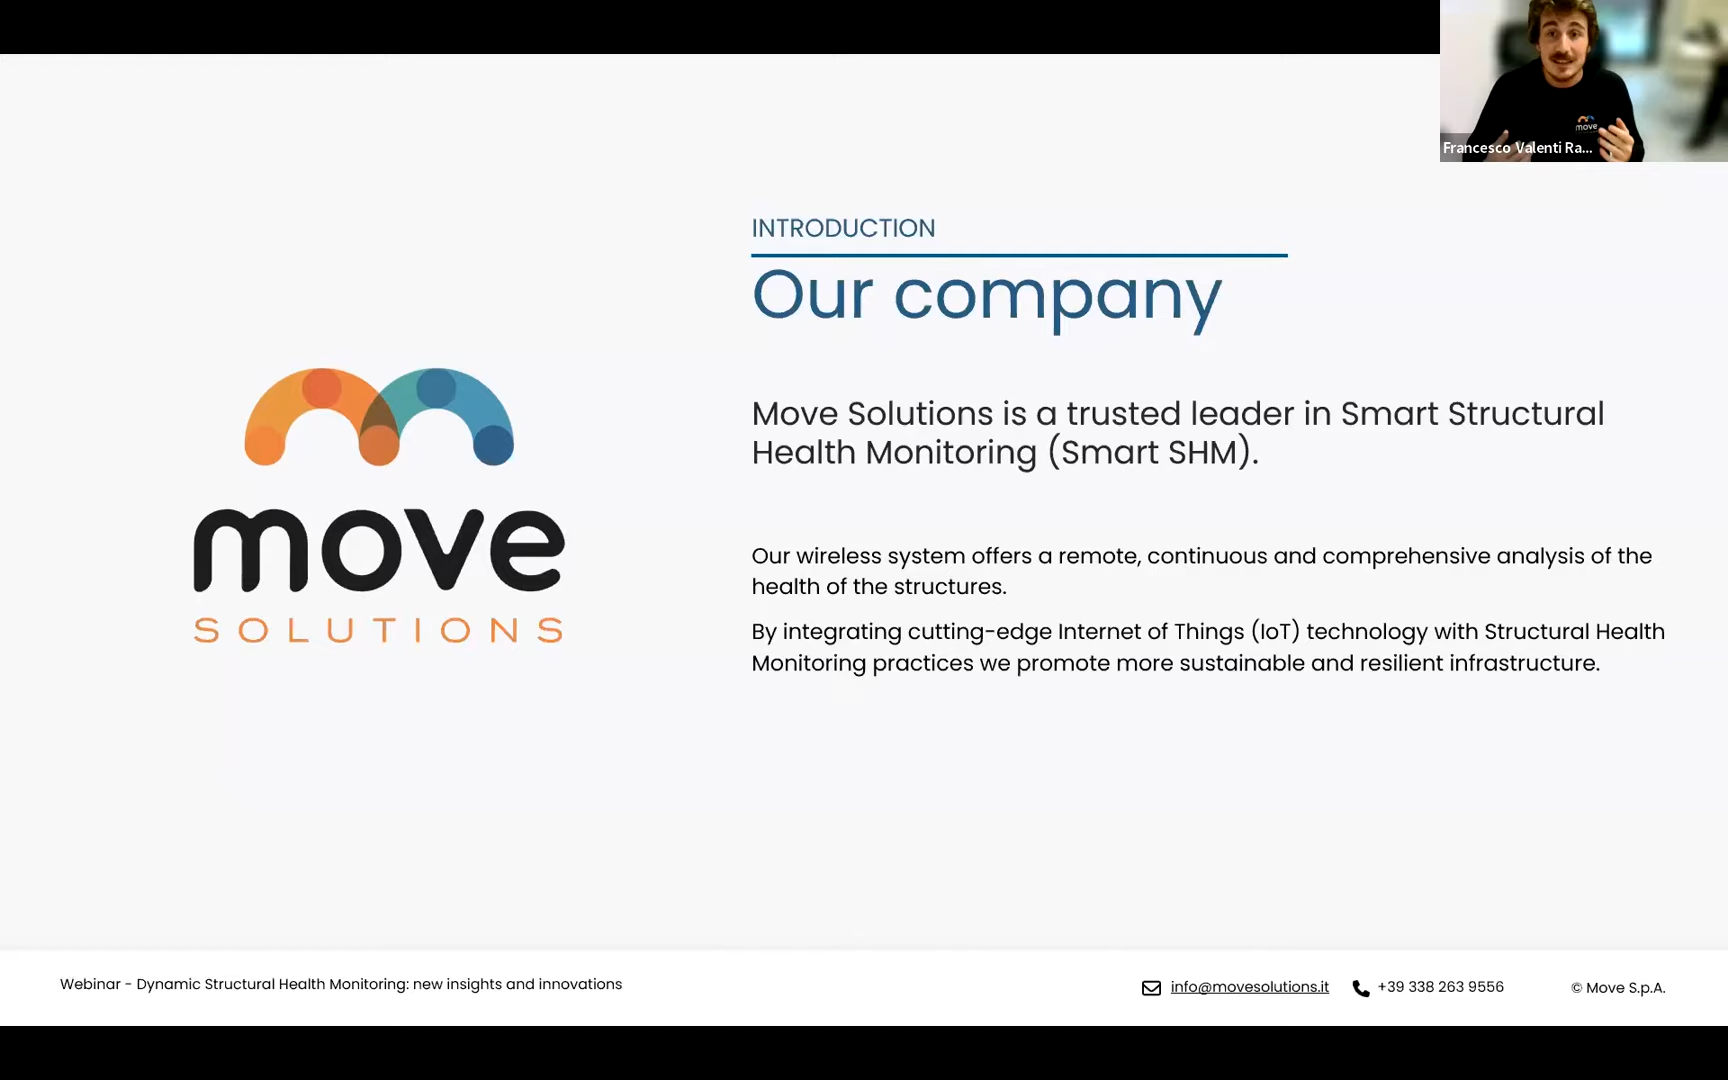 move
Francesco Valenti Ra...
INTRODUCTION
Our company
Move Solutions is a trusted leader in Smart Structural
Health Monitoring (Smart SHM).
move
SOLUTIONS
Our wireless system offers a remote, continuous and comprehensive analysis of the
health of the structures.
By integrating cutting-edge Internet of Things (IoT) technology with Structural Health
Monitoring practices we promote more sustainable and resilient infrastructure.
Webinar - Dynamic Structural Health Monitoring: new insights and innovations
info@movesolutions.it
+39 338 263 9556
© Move S.p.A.